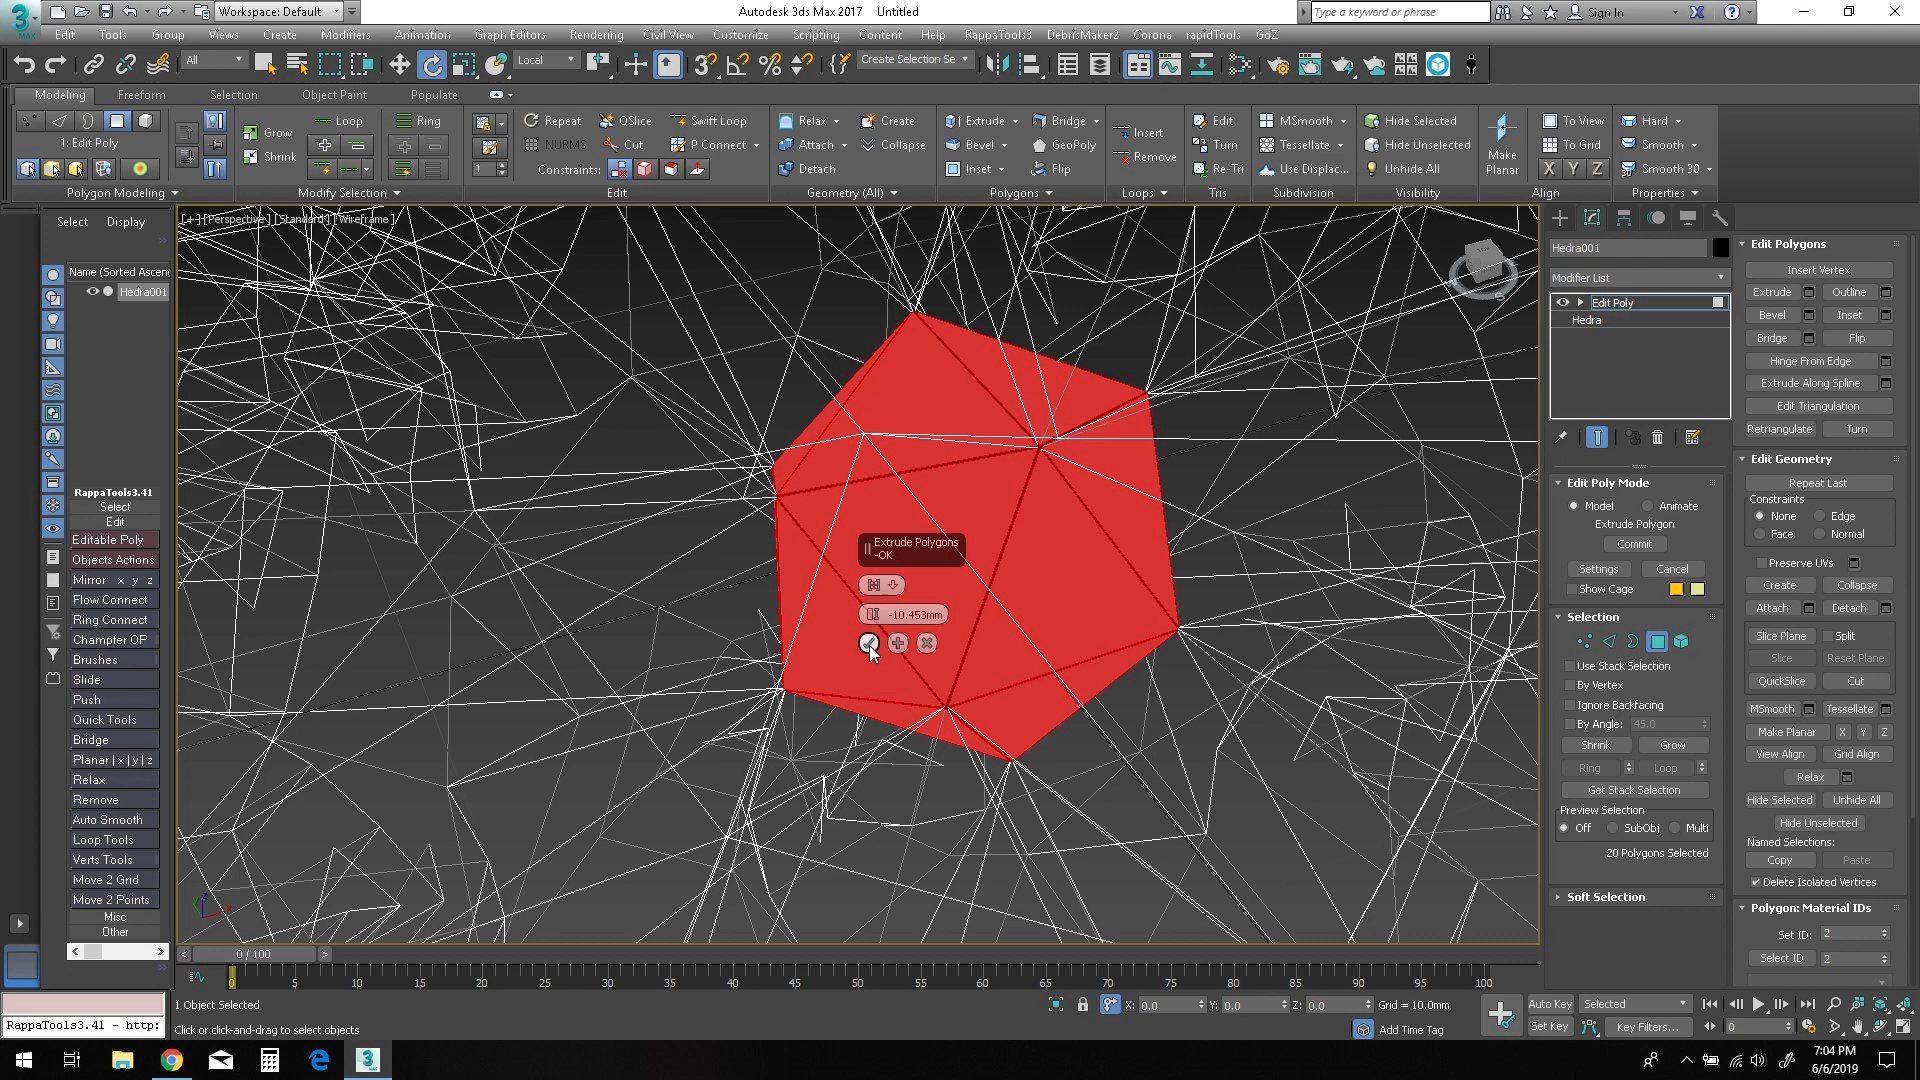 Workspace: Default
Autodesk 3ds Max 2017 Untitled
Type a keyword or phrase
Sign In
MAX
Edit Tools Group Views Create Modifiers Animation Graph Editors Rendering Civil View Customize Scripting Content Help RappaTools3 DebrisMaker2 Corona rapidTools GoZ
All
Local
Create Selection Se
Modeling Freeform Selection Object Paint Populate
1: Edit Poly
Polygon Modeling
Grow
Shrink
Loop
Ring
Modify Selection
1
Repeat QSlice Swift Loop
NURMS Cut P Connect
Constraints:
Edit
Relax Create
Attach Collapse
Detach
Geometry (All)
Extrude Bridge
Bevel GeoPoly
Inset Flip
Polygons
Insert
Remove
Loops
Edit
Turn
Re-Tri
Tris
MSmooth
Tessellate
Use Displac...
Subdivision
Hide Selected
Hide Unselected
Unhide All
Visibility
Make
Planar
To View
To Grid
X Y Z
Align
Hard
Smooth
Smooth 30
Properties
Select Display
Name (Sorted Ascen
Hedra001
RappaTools3.41
Select
Edit
Editable Poly
Objects Actions
Mirror x y z
Flow Connect
Ring Connect
Champfer OP
Brushes
Slide
Push
Quick Tools
Bridge
Planar|x|y|z
Relax
Remove
Auto Smooth
Loop Tools
Verts Tools
Move 2 Grid
Move 2 Points
Misc
Other
[+] [Perspective] [Standard] [Wireframe]
Extrude Polygons
-OK
-10.453mm
Hedra001
Modifier List
Edit Poly
Hedra
Edit Poly Mode
Model Animate
Extrude Polygon
Commit
Settings Cancel
Show Cage
Selection
Use Stack Selection
By Vertex
Ignore Backfacing
By Angle: 45.0
Shrink Grow
Ring Loop
Get Stack Selection
Preview Selection
Off SubObj Multi
20 Polygons Selected
Soft Selection
Edit Polygons
Insert Vertex
Extrude Outline
Bevel Inset
Bridge Flip
Hinge From Edge
Extrude Along Spline
Edit Triangulation
Retriangulate Turn
Edit Geometry
Repeat Last
Constraints
None Edge
Face Normal
Preserve UVs
Create Collapse
Attach Detach
Slice Plane Split
Slice Reset Plane
QuickSlice Cut
MSmooth Tessellate
Make Planar X Y Z
View Align Grid Align
Relax
Hide Selected Unhide All
Hide Unselected
Named Selections:
Copy Paste
Delete Isolated Vertices
Polygon: Material IDs
Set ID: 2
Select ID 2
0 / 100
0 5 10 15 20 25 30 35 40 45 50 55 60 65 70 75 80 85 90 95 100
1 Object Selected
X: 0.0 Y: 0.0 Z: 0.0 Grid = 10.0mm
Auto Key Selected
RappaTools3.41 - http:
Click or click-and-drag to select objects
Add Time Tag
Set Key Key Filters... 0
7:04 PM
6/6/2019